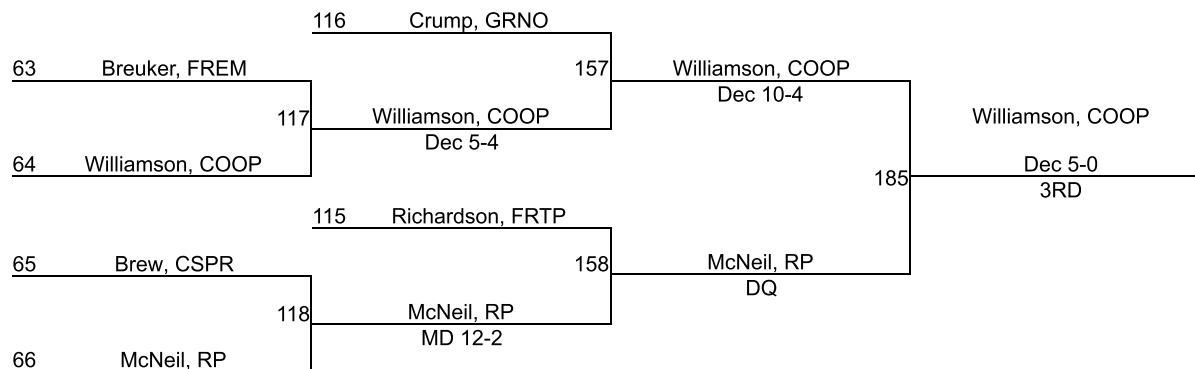 116 Crump, GRNO
63 Breuker, FREM
157 Williamson, COOP
Dec 10-4
117 Williamson, COOP
Dec 5-4
Williamson, COOP
64 Williamson, COOP
Dec 5-0
185
3RD
115 Richardson, FRTP
65 Brew, CSPR
158 McNeil, RP
DQ
118 McNeil, RP
MD 12-2
66 McNeil, RP